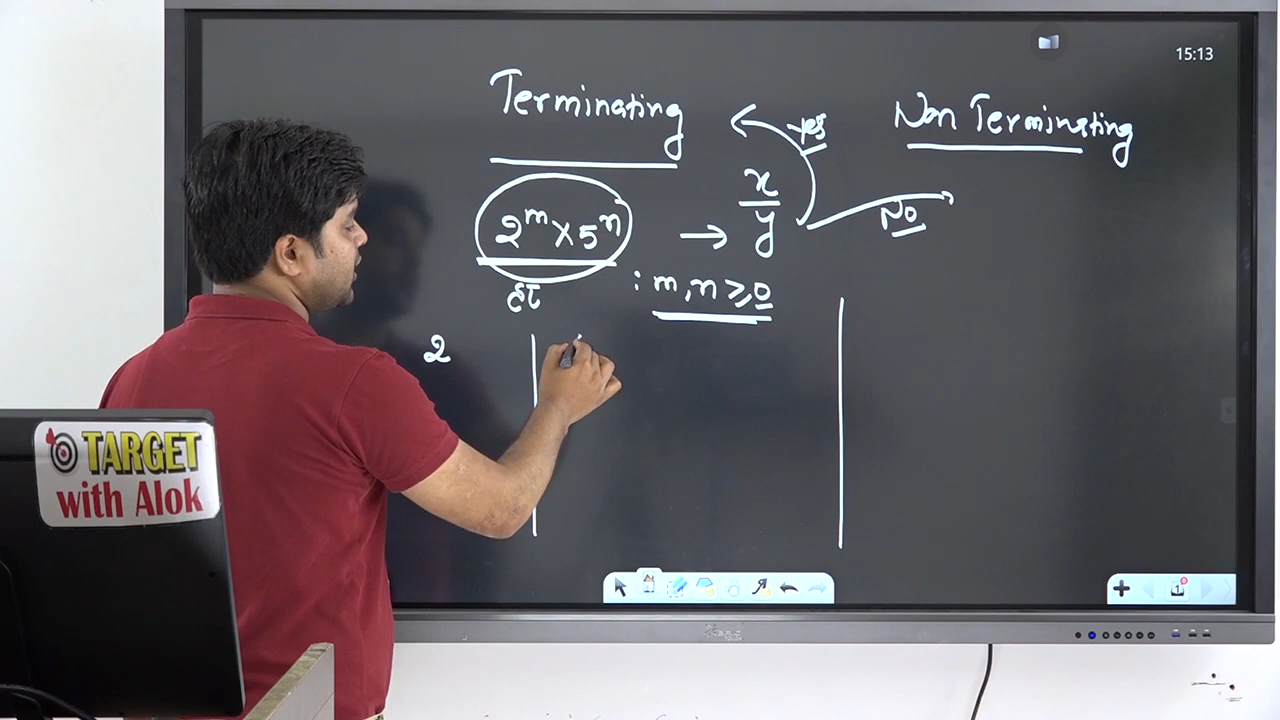 15:13
Terminating
Yes
Non Terminating
x/y
No
2^m × 5^n →
: m, n ≥, 0
2
TARGET
with Alok